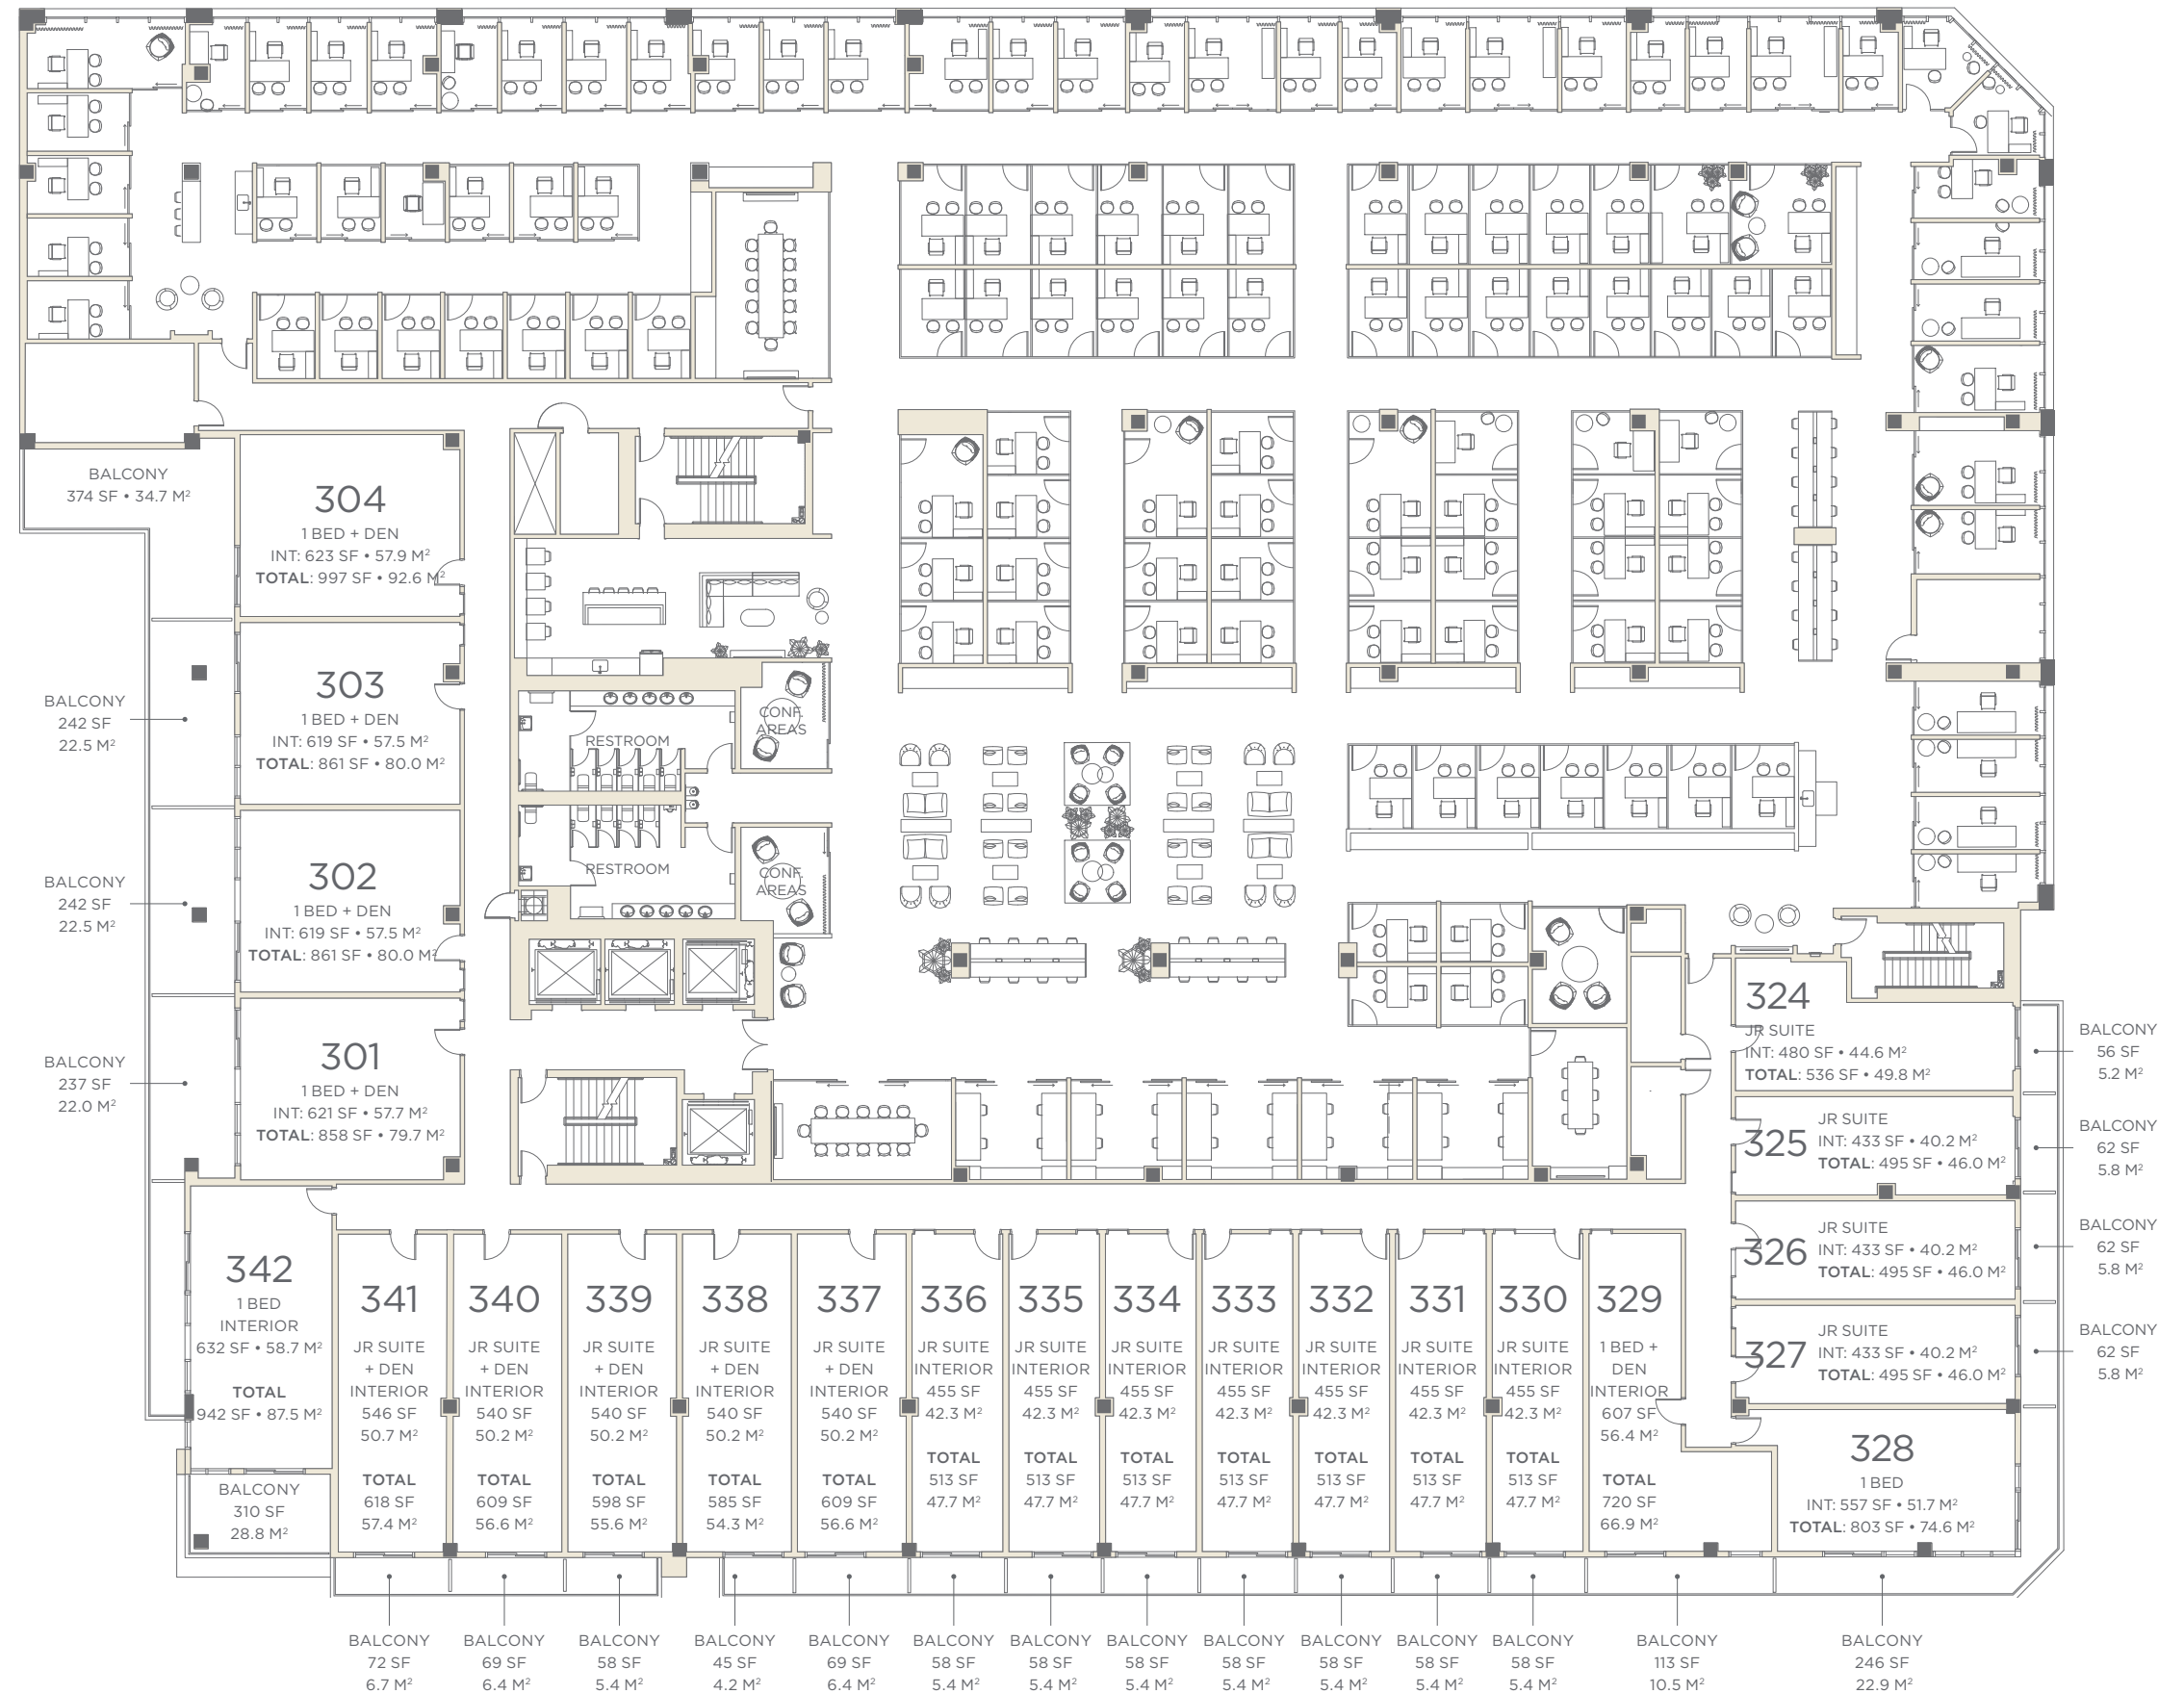 BALCONY
374 SF • 34.7 M²
304
1 BED + DEN
INT: 623 SF • 57.9 M²
TOTAL: 997 SF • 92.6 M²
303
1 BED + DEN
INT: 619 SF • 57.5 M²
TOTAL: 861 SF • 80.0 M²
BALCONY
242 SF
22.5 M²
302
1 BED + DEN
INT: 619 SF • 57.5 M²
TOTAL: 861 SF • 80.0 M²
BALCONY
242 SF
22.5 M²
301
1 BED + DEN
INT: 621 SF • 57.7 M²
TOTAL: 858 SF • 79.7 M²
BALCONY
237 SF
22.0 M²
CONF.
AREAS
RESTROOM
RESTROOM
CONF.
AREAS
324
JR SUITE
INT: 480 SF • 44.6 M²
TOTAL: 536 SF • 49.8 M²
BALCONY
56 SF
5.2 M²
325
JR SUITE
INT: 433 SF • 40.2 M²
TOTAL: 495 SF • 46.0 M²
BALCONY
62 SF
5.8 M²
326
JR SUITE
INT: 433 SF • 40.2 M²
TOTAL: 495 SF • 46.0 M²
BALCONY
62 SF
5.8 M²
327
JR SUITE
INT: 433 SF • 40.2 M²
TOTAL: 495 SF • 46.0 M²
BALCONY
62 SF
5.8 M²
328
1 BED
INT: 557 SF • 51.7 M²
TOTAL: 803 SF • 74.6 M²
342
1 BED
INTERIOR
632 SF • 58.7 M²
TOTAL
942 SF • 87.5 M²
BALCONY
310 SF
28.8 M²
341
JR SUITE
+ DEN
INTERIOR
546 SF
50.7 M²
TOTAL
618 SF
57.4 M²
340
JR SUITE
+ DEN
INTERIOR
540 SF
50.2 M²
TOTAL
609 SF
56.6 M²
339
JR SUITE
+ DEN
INTERIOR
540 SF
50.2 M²
TOTAL
598 SF
55.6 M²
338
JR SUITE
+ DEN
INTERIOR
540 SF
50.2 M²
TOTAL
585 SF
54.3 M²
337
JR SUITE
+ DEN
INTERIOR
540 SF
50.2 M²
TOTAL
609 SF
56.6 M²
336
JR SUITE
INTERIOR
455 SF
42.3 M²
TOTAL
513 SF
47.7 M²
335
JR SUITE
INTERIOR
455 SF
42.3 M²
TOTAL
513 SF
47.7 M²
334
JR SUITE
INTERIOR
455 SF
42.3 M²
TOTAL
513 SF
47.7 M²
333
JR SUITE
INTERIOR
455 SF
42.3 M²
TOTAL
513 SF
47.7 M²
332
JR SUITE
INTERIOR
455 SF
42.3 M²
TOTAL
513 SF
47.7 M²
331
JR SUITE
INTERIOR
455 SF
42.3 M²
TOTAL
513 SF
47.7 M²
330
JR SUITE
INTERIOR
455 SF
42.3 M²
TOTAL
513 SF
47.7 M²
329
1 BED +
DEN
INTERIOR
607 SF
56.4 M²
TOTAL
720 SF
66.9 M²
BALCONY
72 SF
6.7 M²
BALCONY
69 SF
6.4 M²
BALCONY
58 SF
5.4 M²
BALCONY
45 SF
4.2 M²
BALCONY
69 SF
6.4 M²
BALCONY
58 SF
5.4 M²
BALCONY
58 SF
5.4 M²
BALCONY
58 SF
5.4 M²
BALCONY
58 SF
5.4 M²
BALCONY
58 SF
5.4 M²
BALCONY
58 SF
5.4 M²
BALCONY
58 SF
5.4 M²
BALCONY
113 SF
10.5 M²
BALCONY
246 SF
22.9 M²